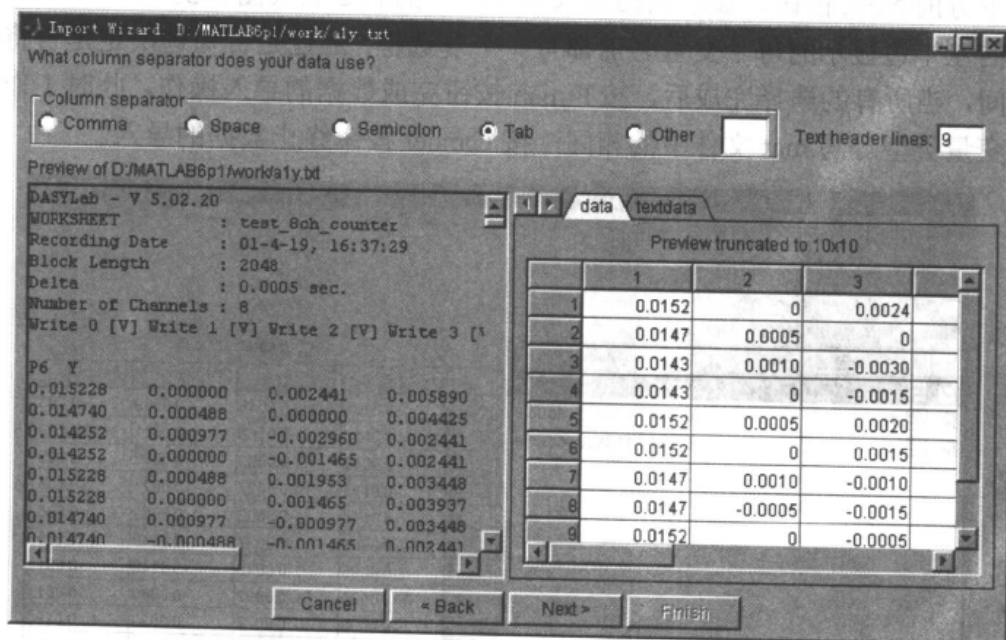 Import Wizard: D:/MATLAB6p1/work/a1y.txt
What column separator does your data use?
Column separator
Comma Space Semicolon Tab Other Text header lines: 9
Preview of D:/MATLAB6p1/work/a1y.txt
DASYLab - V 5.02.20
WORKSHEET : test_8ch_counter
Recording Date : 01-4-19, 16:37:29
Block Length : 2048
Delta : 0.0005 sec.
Number of Channels : 8
Write 0 [V] Write 1 [V] Write 2 [V] Write 3 [V
P6 Y
0.015228 0.000000 0.002441 0.005890
0.014740 0.000488 0.000000 0.004425
0.014252 0.000977 -0.002960 0.002441
0.014252 0.000000 -0.001465 0.002441
0.015228 0.000488 0.001953 0.003448
0.015228 0.000000 0.001465 0.003937
0.014740 0.000977 -0.000977 0.003448
0.014740 -0.000488 -0.001465 0.002441
data textdata
Preview truncated to 10x10
1 2 3
1 0.0152 0 0.0024
2 0.0147 0.0005 0
3 0.0143 0.0010 -0.0030
4 0.0143 0 -0.0015
5 0.0152 0.0005 0.0020
6 0.0152 0 0.0015
7 0.0147 0.0010 -0.0010
8 0.0147 -0.0005 -0.0015
9 0.0152 0 -0.0005
Cancel < Back Next > Finish